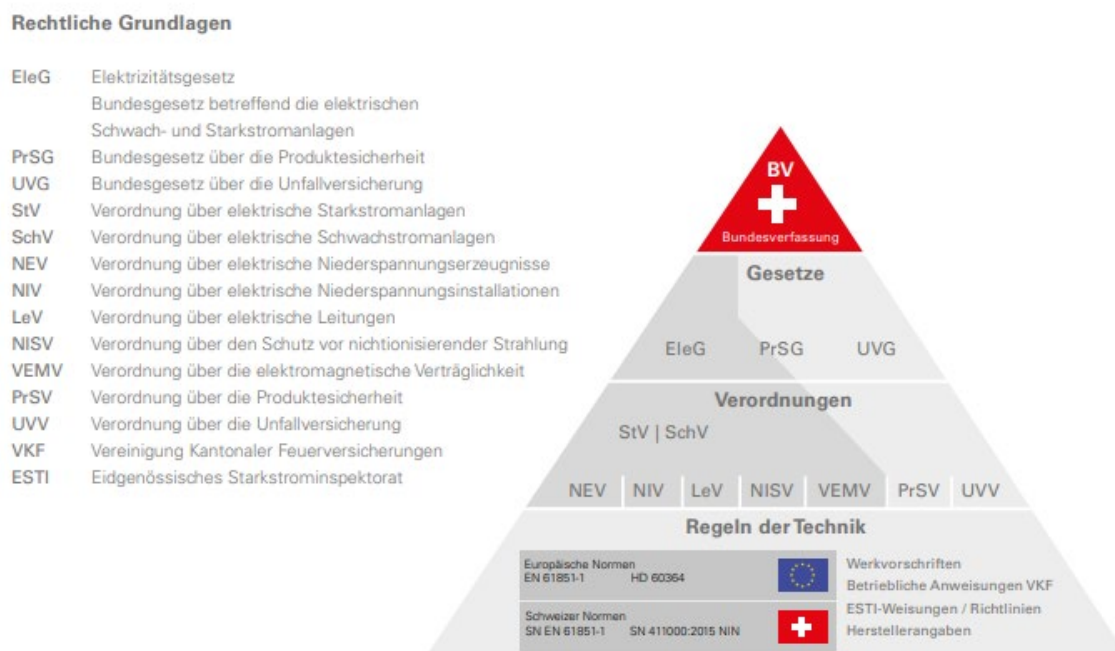 Rechtliche Grundlagen
EleG Elektrizitätsgesetz
Bundesgesetz betreffend die elektrischen
Schwach- und Starkstromanlagen
PrSG Bundesgesetz über die Produktesicherheit
UVG Bundesgesetz über die Unfallversicherung
StV Verordnung über elektrische Starkstromanlagen
SchV Verordnung über elektrische Schwachstromanlagen
NEV Verordnung über elektrische Niederspannungserzeugnisse
NIV Verordnung über elektrische Niederspannungsinstallationen
LeV Verordnung über elektrische Leitungen
NISV Verordnung über den Schutz vor nichtionisierender Strahlung
VEMV Verordnung über die elektromagnetische Verträglichkeit
PrSV Verordnung über die Produktesicherheit
UVV Verordnung über die Unfallversicherung
VKF Vereinigung Kantonaler Feuerversicherungen
ESTI Eidgenössisches Starkstrominspektorat
BV
Bundesverfassung
Gesetze
EleG PrSG UVG
Verordnungen
StV | SchV
NEV NIV LeV NISV VEMV PrSV UVV
Regeln der Technik
Europäische Normen
EN 61851-1 HD 60364
Schweizer Normen
SN EN 61851-1 SN 411000:2015 NIN
Werkvorschriften
Betriebliche Anweisungen VKF
ESTI-Weisungen / Richtlinien
Herstellerangaben